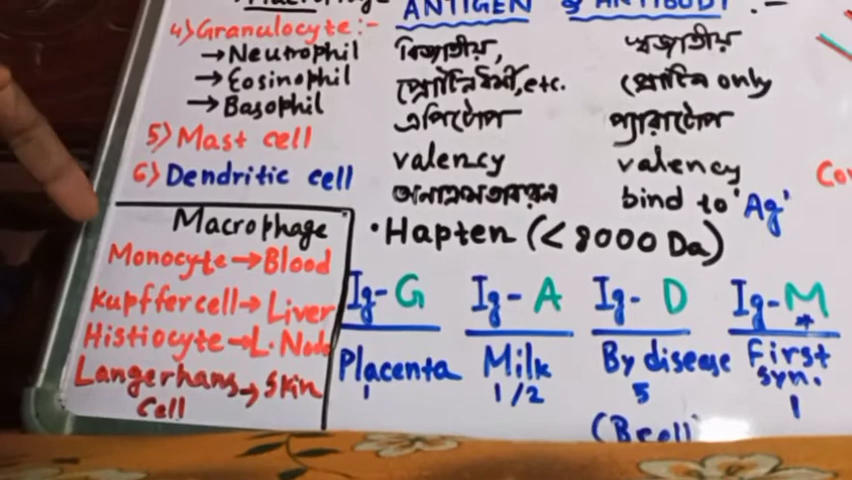 ANTIGEN & ANTIBODY :-
4) Granulocyte:-
→ Neutrophil
→ Eosinophil
→ Basophil
5) Mast cell
6) Dendritic cell
বিজাতীয়,
প্রোটিনধর্মী, etc.
এপিটোপ
valency
স্বজাতীয়
প্রোটিন only
প্যারাটোপ
valency
bind to 'Ag'
Macrophage
Monocyte → Blood
Kupffer cell → Liver
Histiocyte → L. Node
Langerhans → Skin
Cell
• Hapten (< 8000 Da)
Ig-G Ig-A Ig-D Ig-M
Placenta Milk By disease First
syn.
1 1/2 5 1
(B cell)